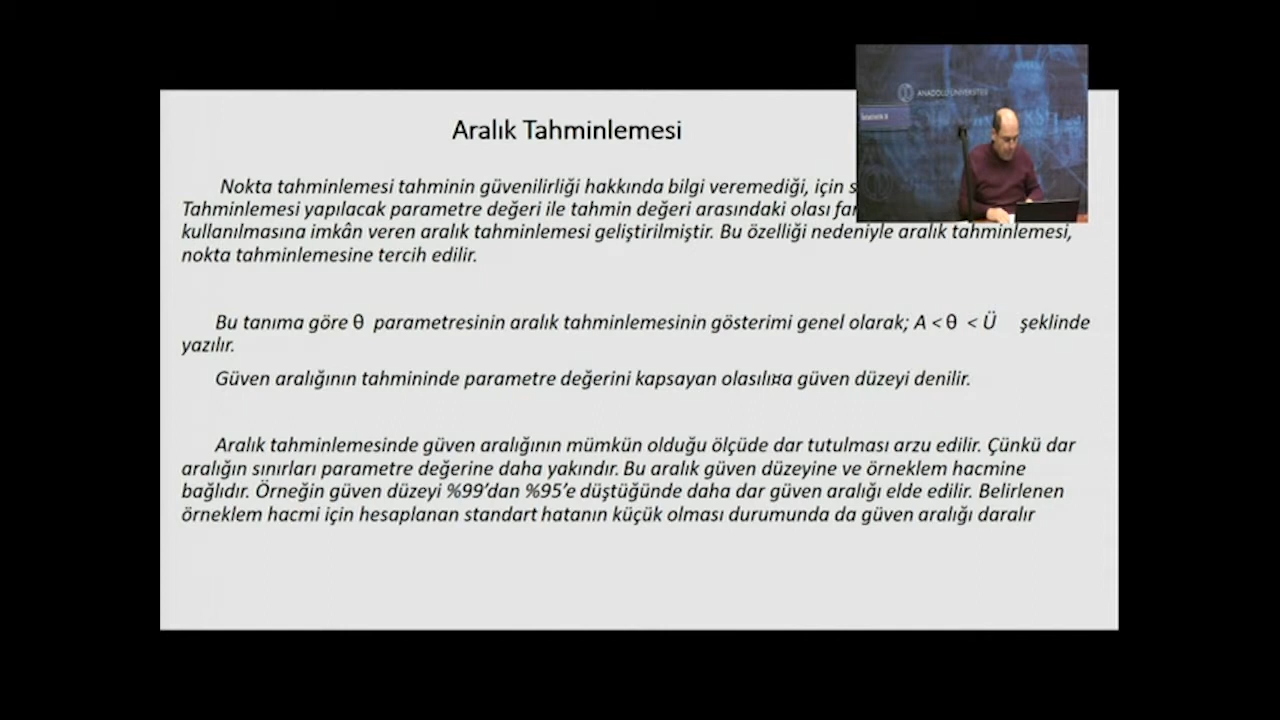 Aralık Tahminlemesi
ANADOLU ÜNİVERSİTESİ
Nokta tahminlemesi tahminin güvenilirliği hakkında bilgi veremediği, için
Tahminlemesi yapılacak parametre değeri ile tahmin değeri arasındaki olası
kullanılmasına imkân veren aralık tahminlemesi geliştirilmiştir. Bu özelliği nedeniyle aralık tahminlemesi,
nokta tahminlemesine tercih edilir.
Bu tanıma göre θ parametresinin aralık tahminlemesinin gösterimi genel olarak; A < θ < Ü şeklinde
yazılır.
Güven aralığının tahmininde parametre değerini kapsayan güven düzeyi denilir.
Aralık tahminlemesinde güven aralığının mümkün olduğu ölçüde dar tutulması arzu edilir. Çünkü dar
aralığın sınırları parametre değerine daha yakındır. Bu aralık güven düzeyine ve örneklem hacmine
bağlıdır. Örneğin güven düzeyi %99’dan %95’e düştüğünde daha dar güven aralığı elde edilir. Belirlenen
örneklem hacmi için hesaplanan standart hatanın küçük olması durumunda da güven aralığı daralır